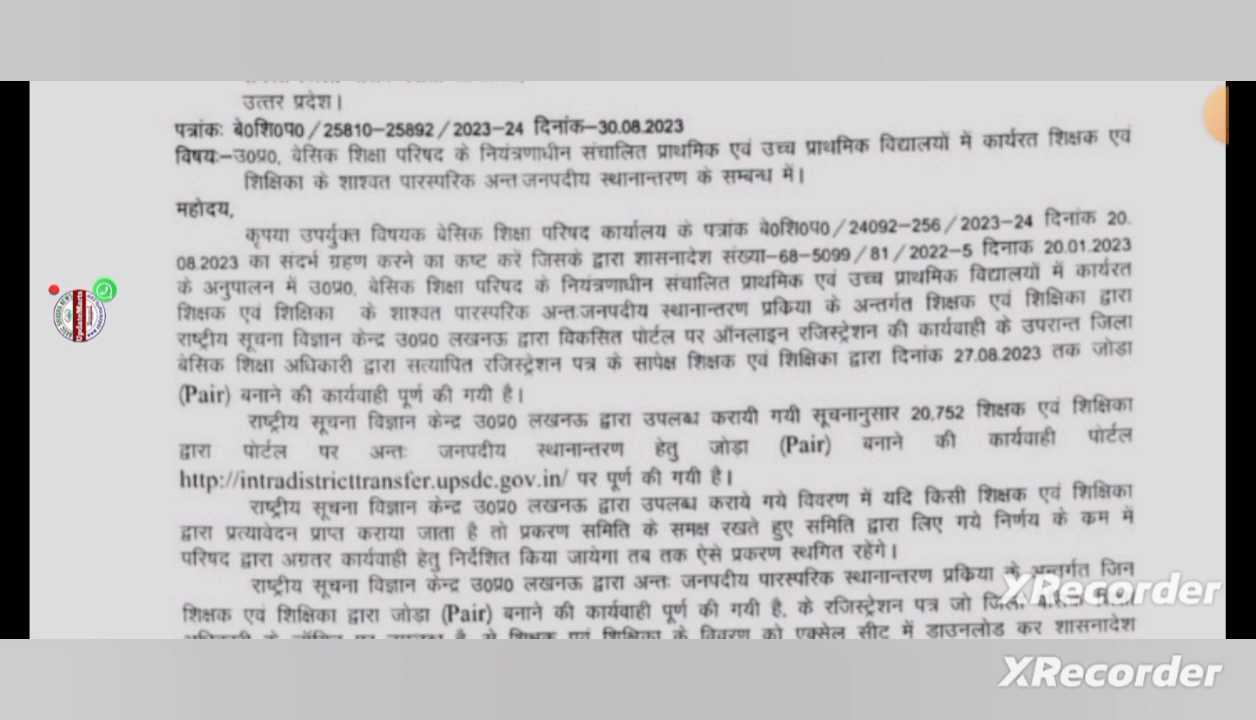 उत्तर प्रदेश।
पत्रांकः बे0शि0प0/25810-25892/2023-24 दिनांक-30.08.2023
विषयः-उ0प्र0, बेसिक शिक्षा परिषद के नियंत्रणाधीन संचालित प्राथमिक एवं उच्च प्राथमिक विद्यालयों में कार्यरत शिक्षक एवं
शिक्षिका के शाश्वत पारस्परिक अन्त:जनपदीय स्थानान्तरण के सम्बन्ध में।
महोदय,
कृपया उपर्युक्त विषयक बेसिक शिक्षा परिषद कार्यालय के पत्रांक बे0शि0प0/24092-256/2023-24 दिनांक 20.
08.2023 का संदर्भ ग्रहण करने का कष्ट करें जिसके द्वारा शासनादेश संख्या-68-5099/81/2022-5 दिनाक 20.01.2023
के अनुपालन में उ0प्र0, बेसिक शिक्षा परिषद के नियंत्रणाधीन संचालित प्राथमिक एवं उच्च प्राथमिक विद्यालयों में कार्यरत
शिक्षक एवं शिक्षिका के शाश्वत पारस्परिक अन्त:जनपदीय स्थानान्तरण प्रकिया के अन्तर्गत शिक्षक एवं शिक्षिका द्वारा
राष्ट्रीय सूचना विज्ञान केन्द्र उ0प्र0 लखनऊ द्वारा विकसित पोर्टल पर ऑनलाइन रजिस्ट्रेशन की कार्यवाही के उपरान्त जिला
बेसिक शिक्षा अधिकारी द्वारा सत्यापित रजिस्ट्रेशन पत्र के सापेक्ष शिक्षक एवं शिक्षिका द्वारा दिनांक 27.08.2023 तक जोड़ा
(Pair) बनाने की कार्यवाही पूर्ण की गयी है।
राष्ट्रीय सूचना विज्ञान केन्द्र उ0प्र0 लखनऊ द्वारा उपलब्ध करायी गयी सूचनानुसार 20,752 शिक्षक एवं शिक्षिका
द्वारा पोर्टल पर अन्तः जनपदीय स्थानान्तरण हेतु जोड़ा (Pair) बनाने की कार्यवाही पोर्टल
http://intradistricttransfer.upsdc.gov.in/ पर पूर्ण की गयी है।
राष्ट्रीय सूचना विज्ञान केन्द्र उ0प्र0 लखनऊ द्वारा उपलब्ध कराये गये विवरण में यदि किसी शिक्षक एवं शिक्षिका
द्वारा प्रत्यावेदन प्राप्त कराया जाता है तो प्रकरण समिति के समक्ष रखते हुए समिति द्वारा लिए गये निर्णय के कम में
परिषद द्वारा अग्रतर कार्यवाही हेतु निर्देशित किया जायेगा तब तक ऐसे प्रकरण स्थगित रहेंगे।
राष्ट्रीय सूचना विज्ञान केन्द्र उ0प्र0 लखनऊ द्वारा अन्तः जनपदीय पारस्परिक स्थानान्तरण प्रकिया के अन्तर्गत जिन
शिक्षक एवं शिक्षिका द्वारा जोड़ा (Pair) बनाने की कार्यवाही पूर्ण की गयी है, के रजिस्ट्रेशन पत्र जो जिला
शिक्षक एवं शिक्षिका के विवरण को एक्सेल सीट में डाउनलोड कर शासनादेश
XRecorder
XRecorder
UpdateMarts